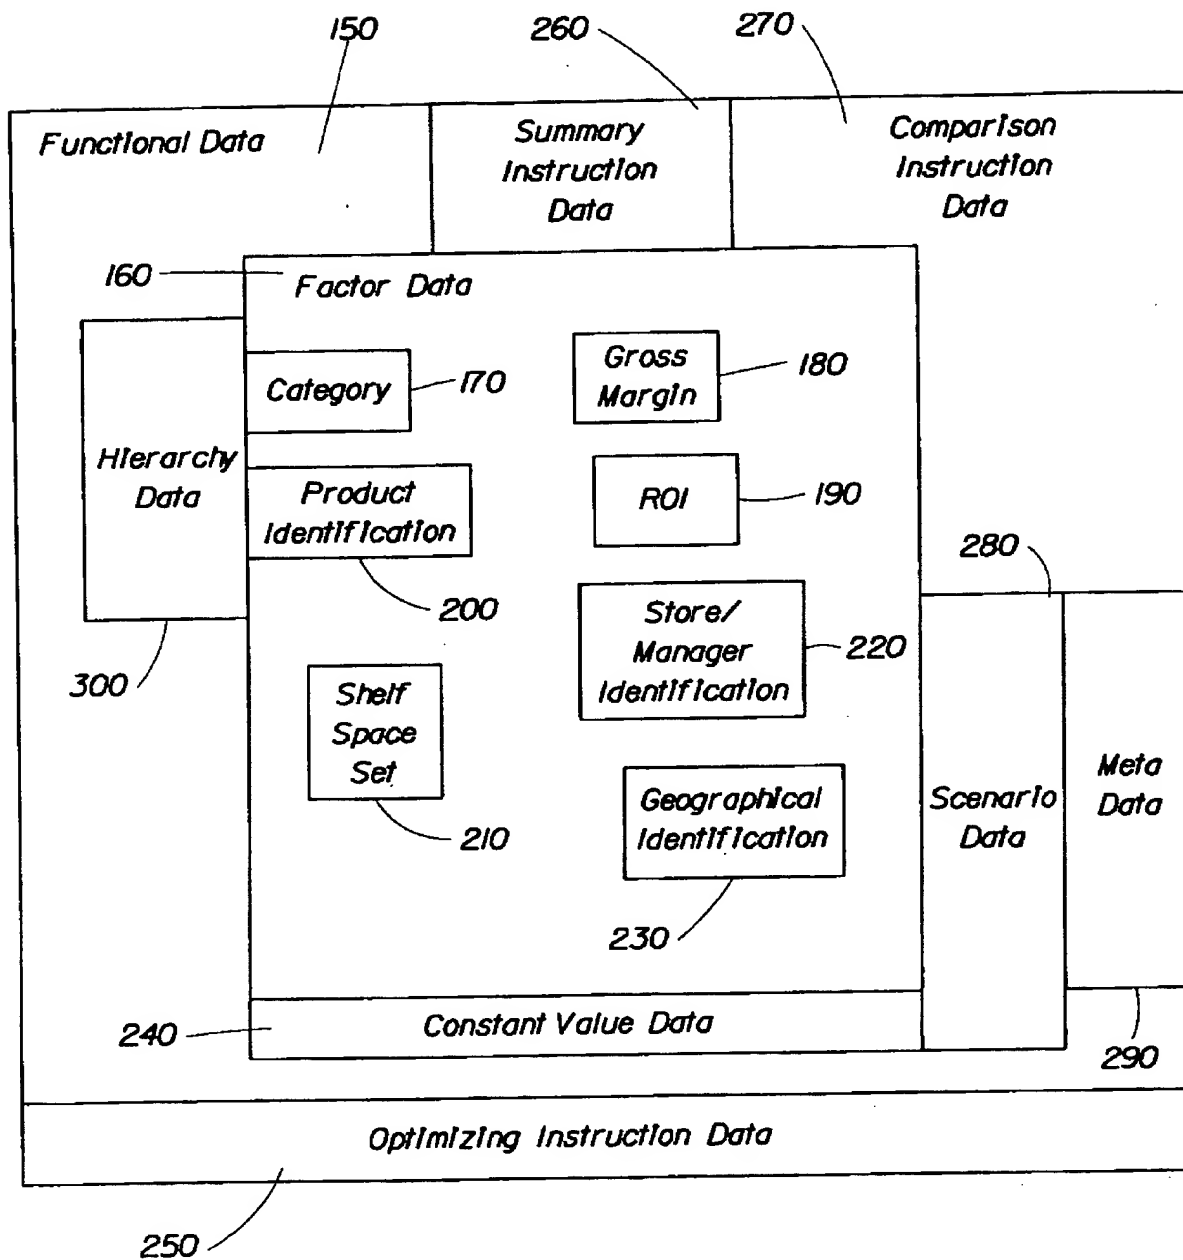 150
260
270
Functional Data
Summary
Instruction
Data
Comparison
Instruction
Data
160
Factor Data
Category
170
Gross
Margin
180
Hierarchy
Data
Product
Identification
200
ROI
190
280
300
Store/
Manager
Identification
220
Shelf
Space
Set
210
Geographical
Identification
230
Scenario
Data
Meta
Data
240
Constant Value Data
290
Optimizing Instruction Data
250